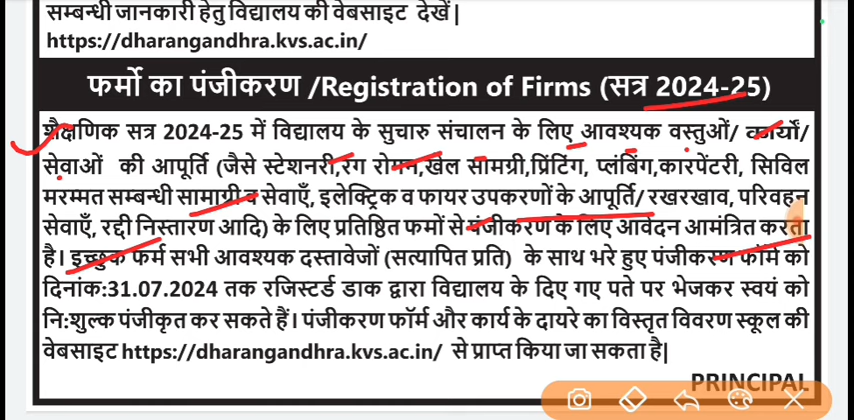 सम्बन्धी जानकारी हेतु विद्यालय की वेबसाइट देखें|
https://dharangandhra.kvs.ac.in/
फर्मो का पंजीकरण /Registration of Firms (सत्र 2024-25)
शैक्षणिक सत्र 2024-25 में विद्यालय के सुचारु संचालन के लिए आवश्यक वस्तुओं/ कार्यों/
सेवाओं की आपूर्ति (जैसे स्टेशनरी,रंग रोगन,खेल सामग्री,प्रिंटिंग, प्लंबिंग,कारपेंटरी, सिविल
मरम्मत सम्बन्धी सामाग्री व सेवाएँ, इलेक्ट्रिक व फायर उपकरणों के आपूर्ति/ रखरखाव, परिवहन
सेवाएँ, रद्दी निस्तारण आदि) के लिए प्रतिष्ठित फर्मो से पंजीकरण के लिए आवेदन आमंत्रित करता
है। इच्छुक फर्म सभी आवश्यक दस्तावेजों (सत्यापित प्रति) के साथ भरे हुए पंजीकरण फॉर्म को
दिनांक:31.07.2024 तक रजिस्टर्ड डाक द्वारा विद्यालय के दिए गए पते पर भेजकर स्वयं को
नि:शुल्क पंजीकृत कर सकते हैं। पंजीकरण फॉर्म और कार्य के दायरे का विस्तृत विवरण स्कूल की
वेबसाइट https://dharangandhra.kvs.ac.in/ से प्राप्त किया जा सकता है|
PRINCIPAL